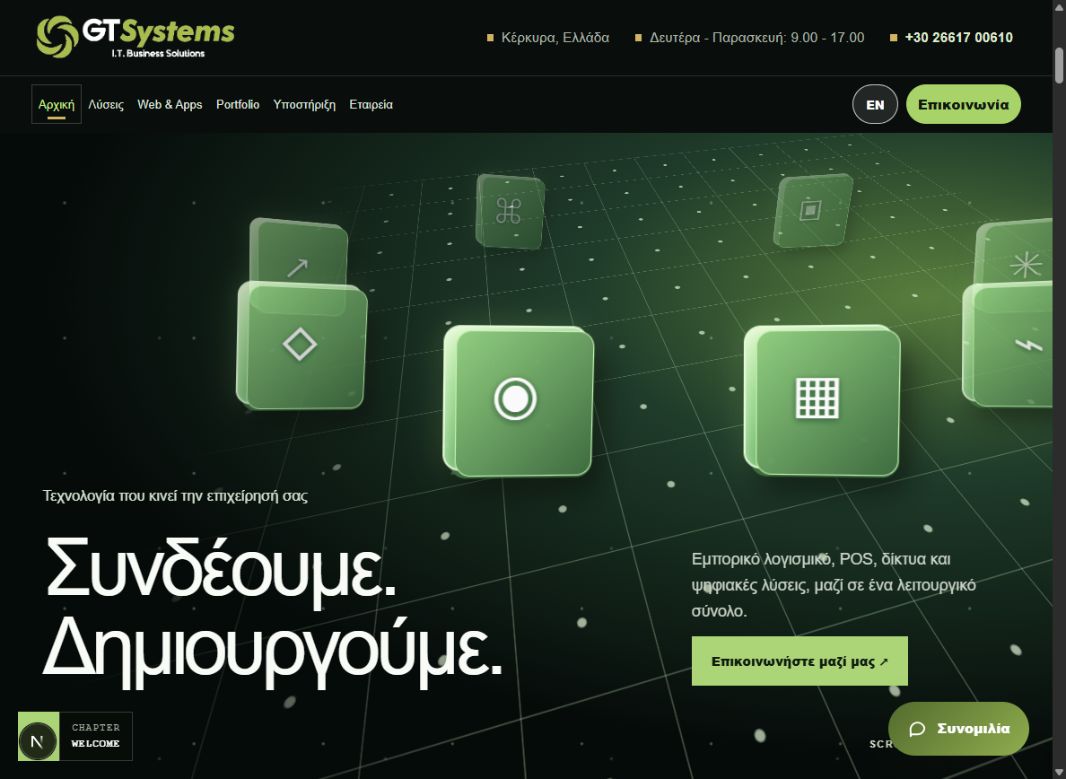 GTSystems
I.T. Business Solutions
Κέρκυρα, Ελλάδα
Δευτέρα - Παρασκευή: 9.00 - 17.00
+30 26617 00610
Αρχική
Λύσεις
Web & Apps
Portfolio
Υποστήριξη
Εταιρεία
EN
Επικοινωνία
Τεχνολογία που κινεί την επιχείρησή σας
Συνδέουμε.
Δημιουργούμε.
Εμπορικό λογισμικό, POS, δίκτυα και
ψηφιακές λύσεις, μαζί σε ένα λειτουργικό
σύνολο.
Επικοινωνήστε μαζί μας ↗
N
CHAPTER
WELCOME
SCR
Συνομιλία